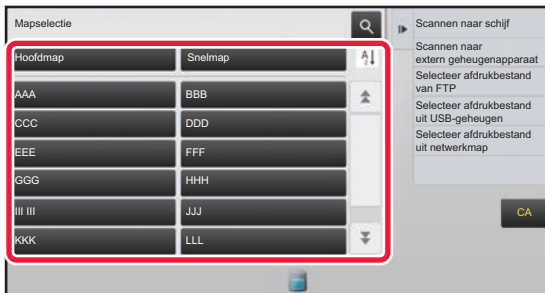 Mapselectie
Hoofdmap
Snelmap
A
Z
AAA
BBB
CCC
DDD
EEE
FFF
GGG
HHH
III III
JJJ
KKK
LLL
Scannen naar schijf
Scannen naar
extern geheugenapparaat
Selecteer afdrukbestand
van FTP
Selecteer afdrukbestand
uit USB-geheugen
Selecteer afdrukbestand
uit netwerkmap
CA